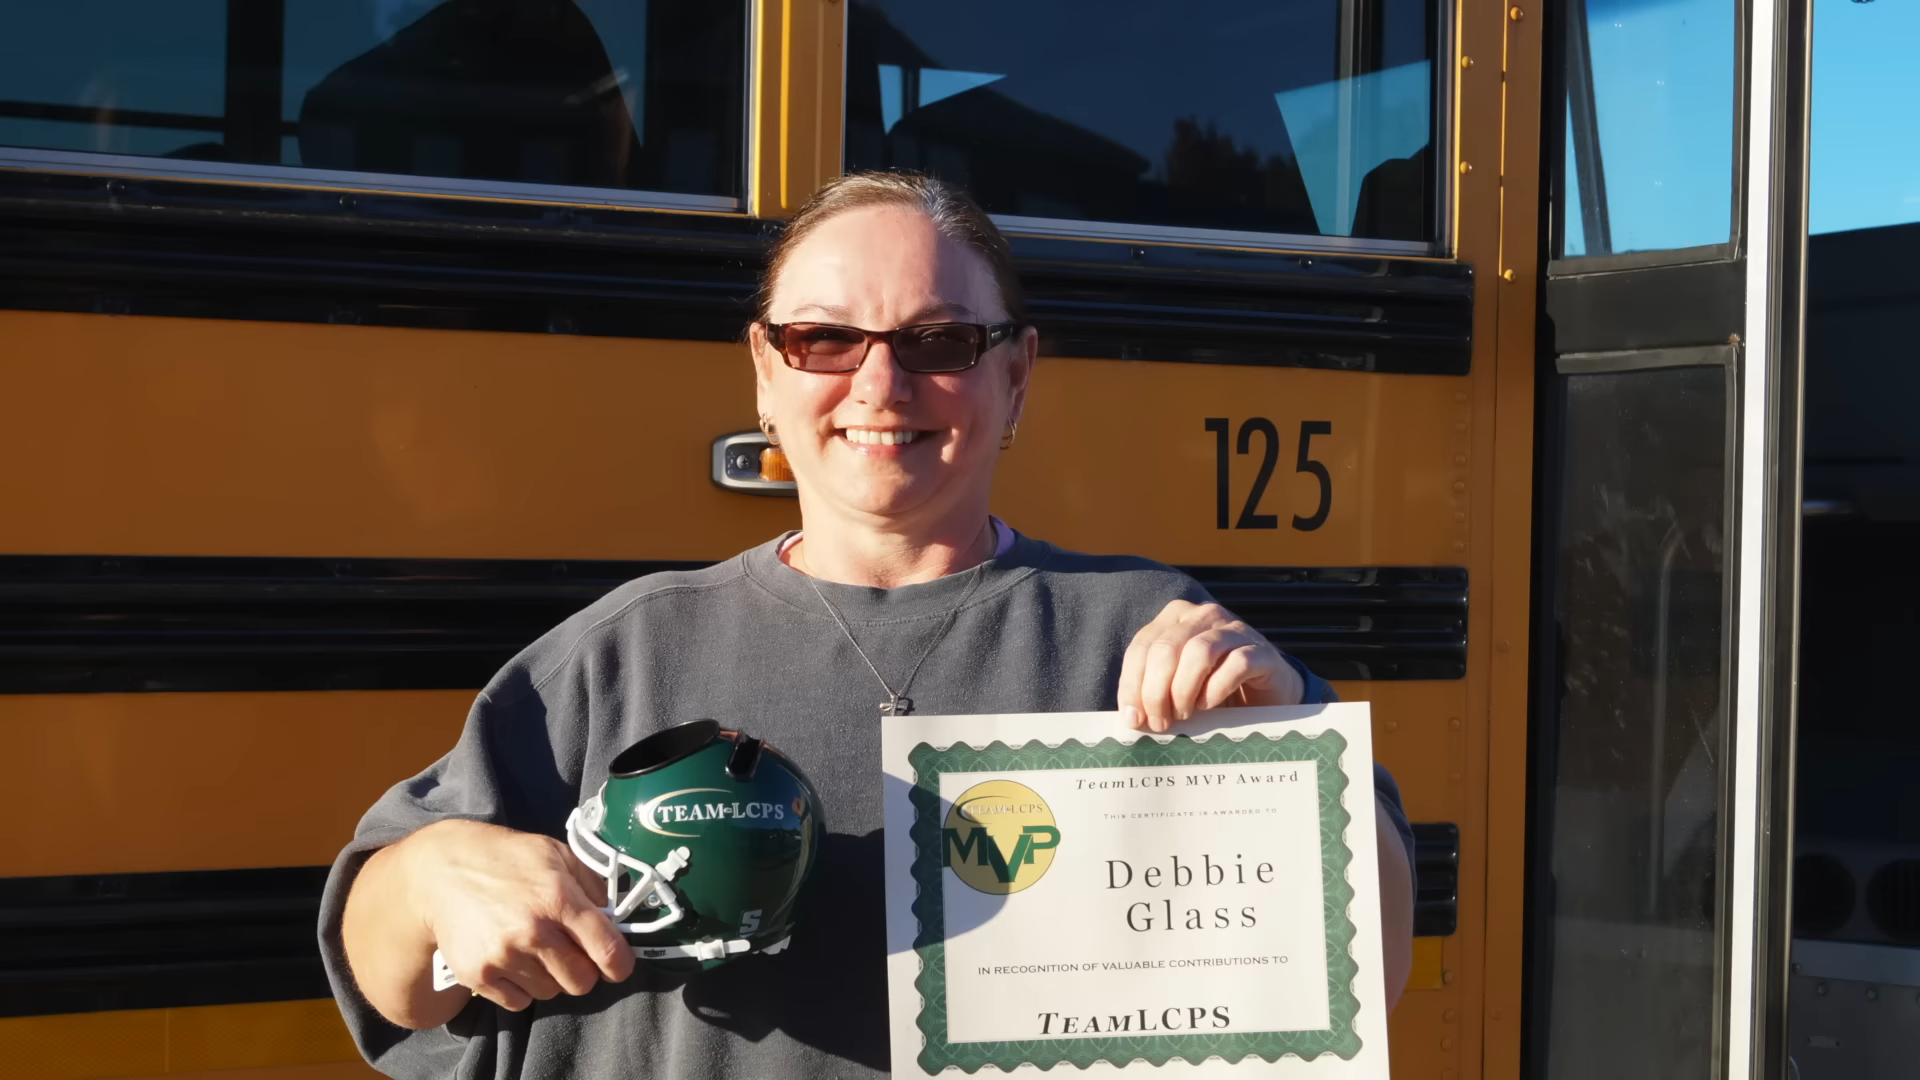 125
TEAM LCPS
S
TeamLCPS MVP Award
TEAM LCPS
MVP
THIS CERTIFICATE IS AWARDED TO
Debbie
Glass
IN RECOGNITION OF VALUABLE CONTRIBUTIONS TO
TEAMLCPS